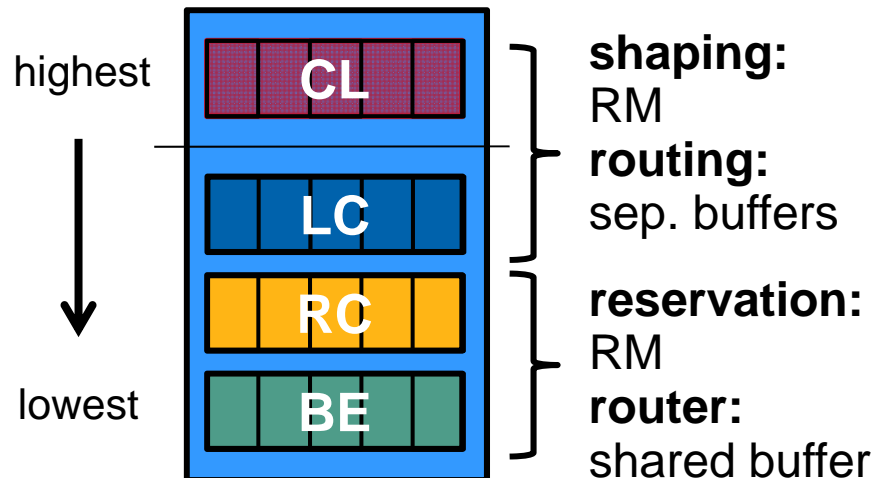 highest
lowest
CL
LC
RC
BE
shaping:
RM
routing:
sep. buffers
reservation:
RM
router:
shared buffer